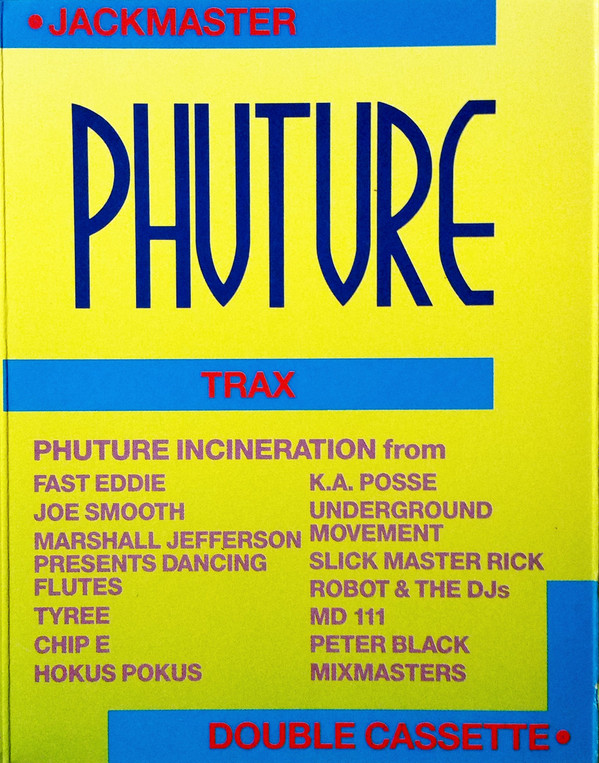 • JACKMASTER
PHUTURE
TRAX
PHUTURE INCINERATION from
FAST EDDIE
JOE SMOOTH
MARSHALL JEFFERSON
PRESENTS DANCING
FLUTES
TYREE
CHIP E
HOKUS POKUS
K.A. POSSE
UNDERGROUND
MOVEMENT
SLICK MASTER RICK
ROBOT & THE DJs
MD 111
PETER BLACK
MIXMASTERS
DOUBLE CASSETTE •